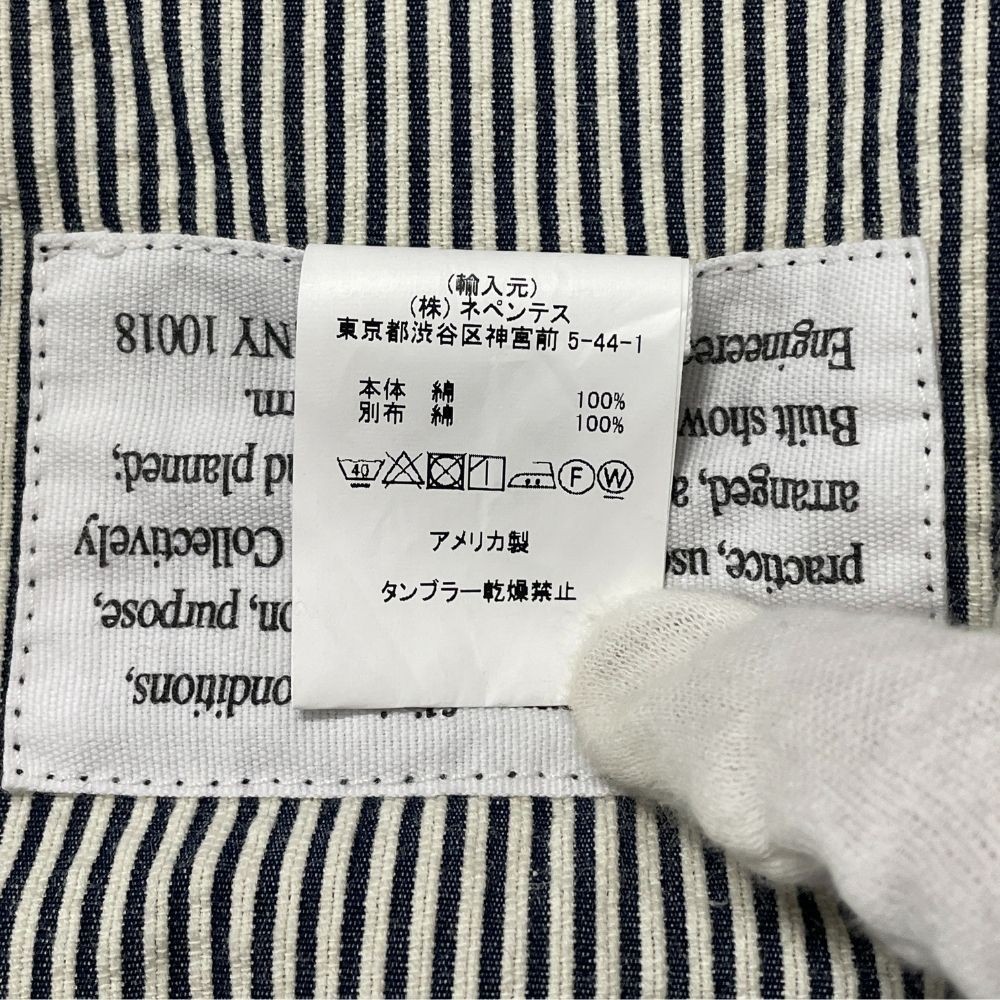 (輸入元)
(株) ネペンテス
東京都渋谷区神宮前 5-44-1
本体 綿 100%
別布 綿 100%
40 F W
アメリカ製
タンブラー乾燥禁止
NY 10018
Built show
arranged, a
nd planned;
practice, use
Collectively
on, purpose,